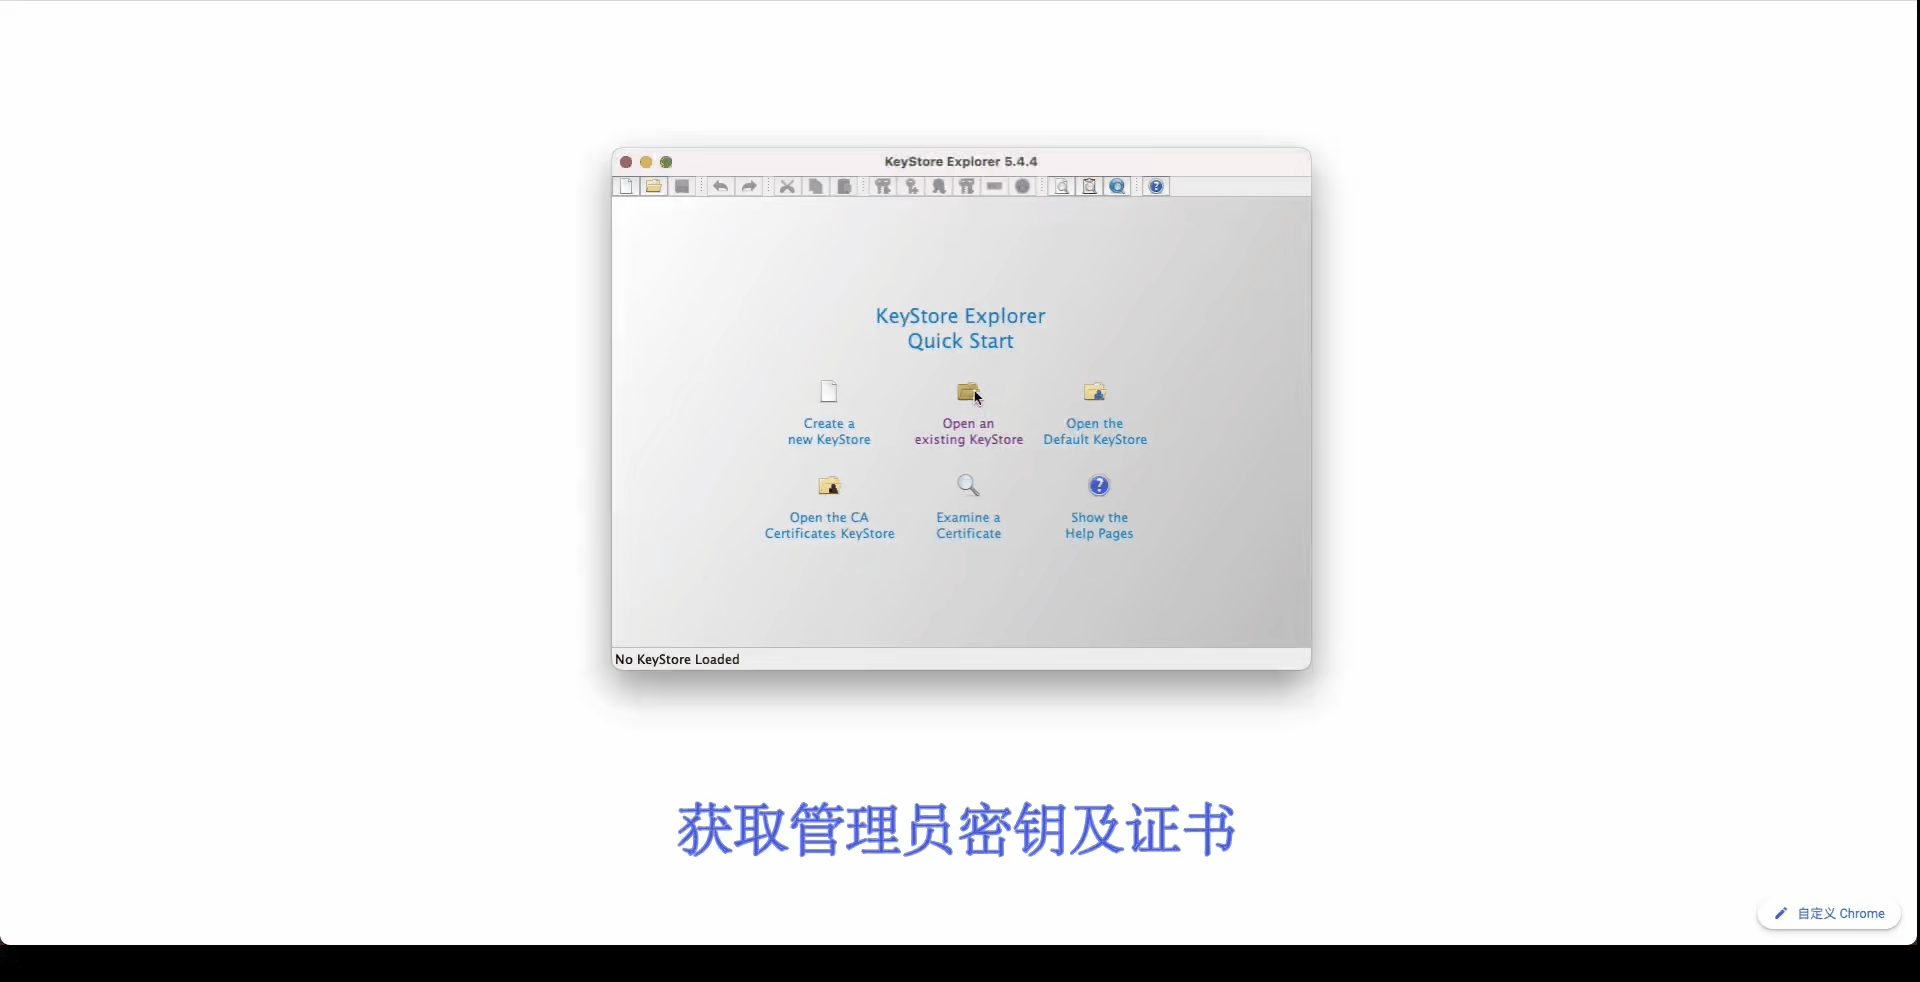 KeyStore Explorer 5.4.4
KeyStore Explorer
Quick Start
Create a
new KeyStore
Open an
existing KeyStore
Open the
Default KeyStore
Open the CA
Certificates KeyStore
Examine a
Certificate
Show the
Help Pages
No KeyStore Loaded
获取管理员密钥及证书
自定义 Chrome